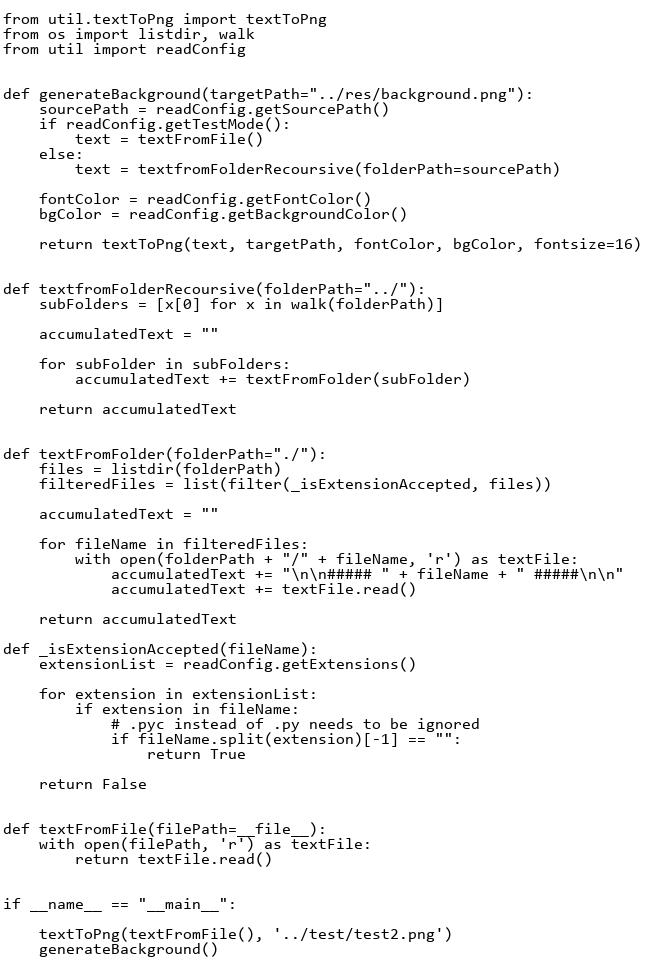 from util.textToPng import textToPng
from os import listdir, walk
from util import readConfig


def generateBackground(targetPath="../res/background.png"):
    sourcePath = readConfig.getSourcePath()
    if readConfig.getTestMode():
        text = textFromFile()
    else:
        text = textfromFolderRecoursive(folderPath=sourcePath)

    fontColor = readConfig.getFontColor()
    bgColor = readConfig.getBackgroundColor()

    return textToPng(text, targetPath, fontColor, bgColor, fontsize=16)


def textfromFolderRecoursive(folderPath="../"):
    subFolders = [x[0] for x in walk(folderPath)]

    accumulatedText = ""

    for subFolder in subFolders:
        accumulatedText += textFromFolder(subFolder)

    return accumulatedText


def textFromFolder(folderPath="./"):
    files = listdir(folderPath)
    filteredFiles = list(filter(_isExtensionAccepted, files))

    accumulatedText = ""

    for fileName in filteredFiles:
        with open(folderPath + "/" + fileName, 'r') as textFile:
            accumulatedText += "\n\n##### " + fileName + " #####\n\n"
            accumulatedText += textFile.read()

    return accumulatedText

def _isExtensionAccepted(fileName):
    extensionList = readConfig.getExtensions()

    for extension in extensionList:
        if extension in fileName:
            # .pyc instead of .py needs to be ignored
            if fileName.split(extension)[-1] == "":
                return True

    return False


def textFromFile(filePath=__file__):
    with open(filePath, 'r') as textFile:
        return textFile.read()


if __name__ == "__main__":

    textToPng(textFromFile(), '../test/test2.png')
    generateBackground()